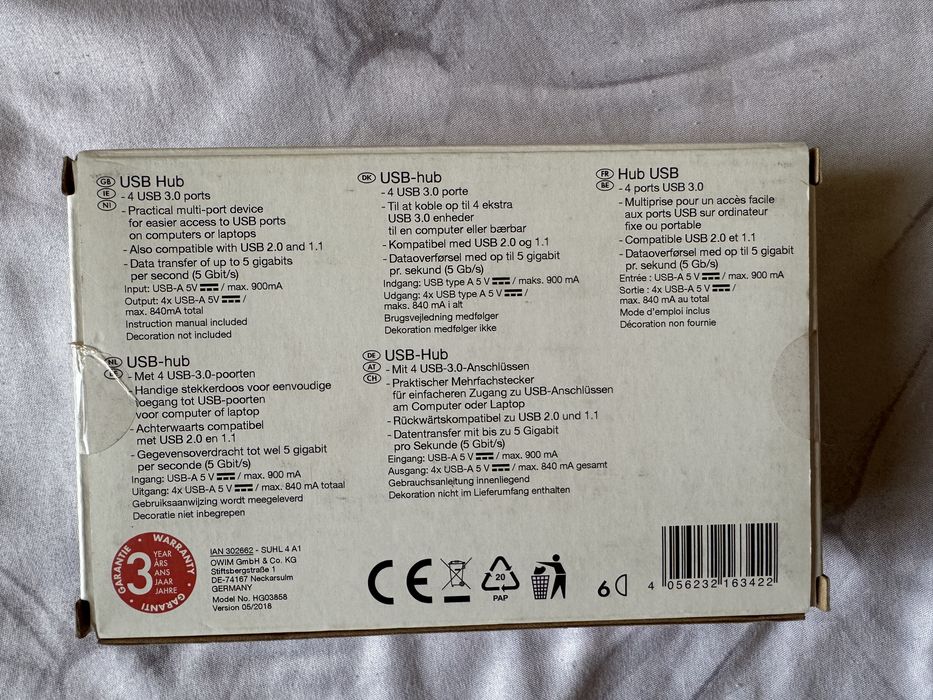 GB
IE
NI
USB Hub
- 4 USB 3.0 ports
- Practical multi-port device
for easier access to USB ports
on computers or laptops
- Also compatible with USB 2.0 and 1.1
- Data transfer of up to 5 gigabits
per second (5 Gbit/s)
Input: USB-A 5V / max. 900mA
Output: 4x USB-A 5V /
max. 840mA total
Instruction manual included
Decoration not included
DK
USB-hub
- 4 USB 3.0 porte
- Til at koble op til 4 ekstra
USB 3.0 enheder
til en computer eller bærbar
- Kompatibel med USB 2.0 og 1.1
- Dataoverførsel med op til 5 gigabit
pr. sekund (5 Gb/s)
Indgang: USB type A 5 V / maks. 900 mA
Udgang: 4x USB type A 5 V /
maks. 840 mA i alt
Brugsvejledning medfølger
Dekoration medfølger ikke
FR
BE
Hub USB
- 4 ports USB 3.0
- Multiprise pour un accès facile
aux ports USB sur ordinateur
fixe ou portable
- Compatible USB 2.0 et 1.1
- Dataoverførsel med op til 5 gigabit
pr. sekund (5 Gb/s)
Entrée : USB-A 5 V / max. 900 mA
Sortie : 4x USB-A 5 V /
max. 840 mA au total
Mode d'emploi inclus
Décoration non fournie
NL
USB-hub
- Met 4 USB-3.0-poorten
- Handige stekkerdoos voor eenvoudige
toegang tot USB-poorten
voor computer of laptop
- Achterwaarts compatibel
met USB 2.0 en 1.1
- Gegevensoverdracht tot wel 5 gigabit
per seconde (5 Gbit/s)
Ingang: USB-A 5 V / max. 900 mA
Uitgang: 4x USB-A 5 V / max. 840 mA totaal
Gebruiksaanwijzing wordt meegeleverd
Decoratie niet inbegrepen
DE
AT
CH
USB-Hub
- Mit 4 USB-3.0-Anschlüssen
- Praktischer Mehrfachstecker
für einfacheren Zugang zu USB-Anschlüssen
am Computer oder Laptop
- Rückwärtskompatibel zu USB 2.0 und 1.1
- Datentransfer mit bis zu 5 Gigabit
pro Sekunde (5 Gbit/s)
Eingang: USB-A 5 V / max. 900 mA
Ausgang: 4x USB-A 5 V / max. 840 mA gesamt
Gebrauchsanleitung innenliegend
Dekoration nicht im Lieferumfang enthalten
GARANTIE • WARRANTY • GARANTI
3
YEAR
ÅRS
ANS
JAAR
JAHRE
IAN 302662 - SUHL 4 A1
OWIM GmbH & Co. KG
Stiftsbergstraße 1
DE-74167 Neckarsulm
GERMANY
Model No. HG03858
Version 05/2018
CE
20
PAP
6
4 056232 163422